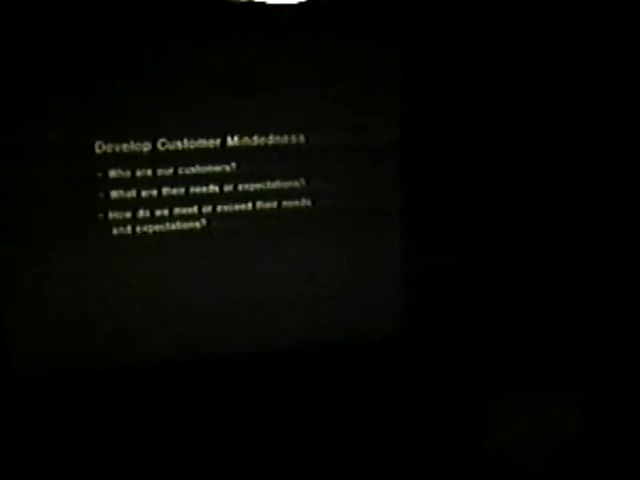 Develop Customer Mindedness
- Who are our customers?
- What are their needs or expectations?
- How do we meet or exceed their needs
and expectations?